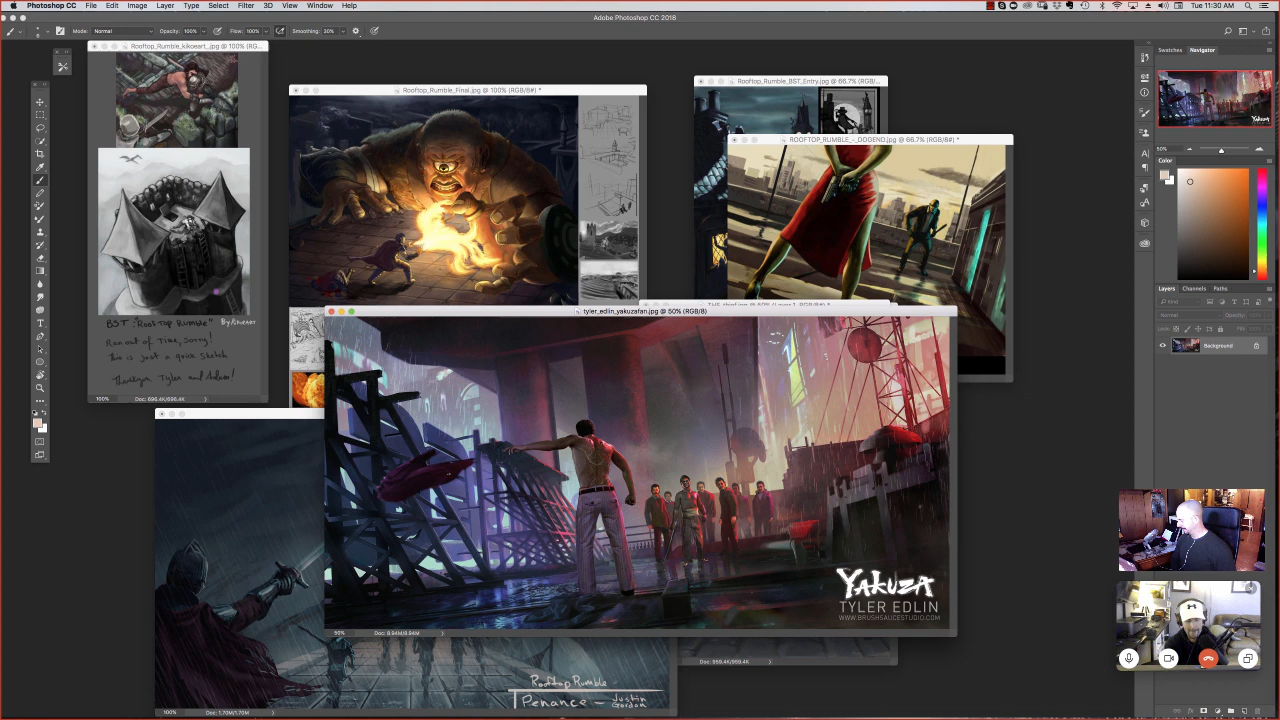 Photoshop CC File Edit Image Layer Type Select Filter 3D View Window Help
Tue 11:30 AM
Adobe Photoshop CC 2018
Mode: Normal Opacity: 100% Flow: 100% Smoothing: 30%
Rooftop_Rumble_kikoeart_.jpg @ 100% (RG...
Rooftop_Rumble_Final.jpg @ 100% (RGB/8#) *
Rooftop_Rumble_BST_Entry.jpg @ 66.7% (RGB/...
ROOFTOP_RUMBLE_-_DOGEND.jpg @ 66.7% (RGB/8#) *
tyler_edlin_yakuzafan.jpg @ 50% (RGB/8)
BST: "RoofTop Rumble" By/kikoeart
Ran out of Time, Sorry!
this is just a quick sketch
Thankyou Tyler and Adnan!
100% Doc: 696.4K/696.4K
YAKUZA
TYLER EDLIN
WWW.BRUSHSAUCESTUDIO.COM
50% Doc: 8.94M/8.94M
Doc: 959.4K/959.4K
Rooftop Rumble
Penance - Justin Gordon
100% Doc: 1.70M/1.70M
Swatches Navigator
YAKUZA
50%
Color
Layers Channels Paths
Kind
Normal Opacity:
Lock: Fill:
Background